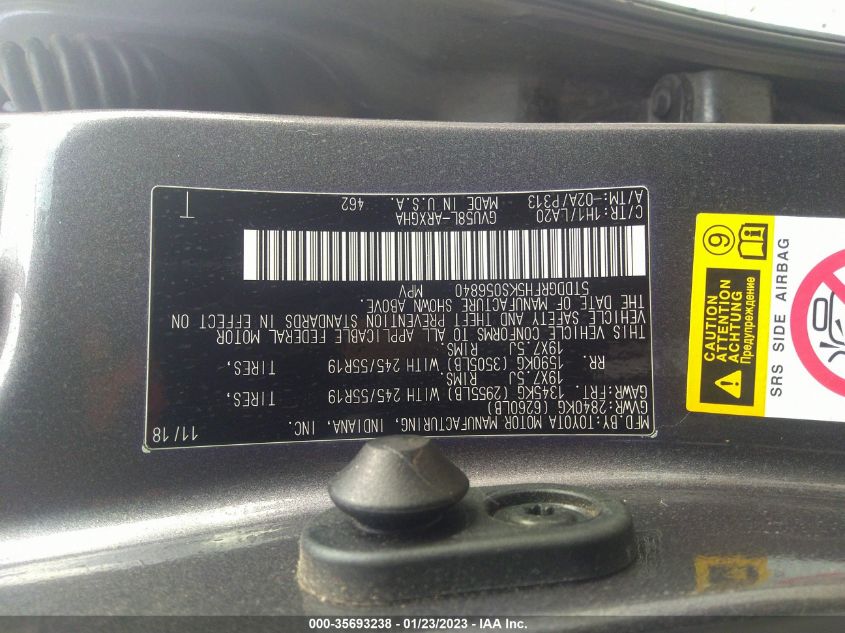 MFD.BY:TOYOTA MOTOR MANUFACTURING, INDIANA, INC. 11/18
GVWR:2840KG (6260LB)
GAWR:FRT. 1345KG (2955LB) WITH 245/55R19 TIRES,
19X7.5J RIMS
RR. 1590KG (3505LB) WITH 245/55R19 TIRES,
19X7.5J RIMS
THIS VEHICLE CONFORMS TO ALL APPLICABLE FEDERAL MOTOR
VEHICLE SAFETY AND THEFT PREVENTION STANDARDS IN EFFECT ON
THE DATE OF MANUFACTURE SHOWN ABOVE.
5TDDGRFH5KS056840 MPV
C/TR:1H1/LA20 GVU58L-ARXGHA
A/TM:-02A/P313 MADE IN U.S.A. 462
T
CAUTION
ATTENTION
ACHTUNG
Предупреждение
9
SRS SIDE AIRBAG
000-35693238 - 01/23/2023 - © IAA Inc.